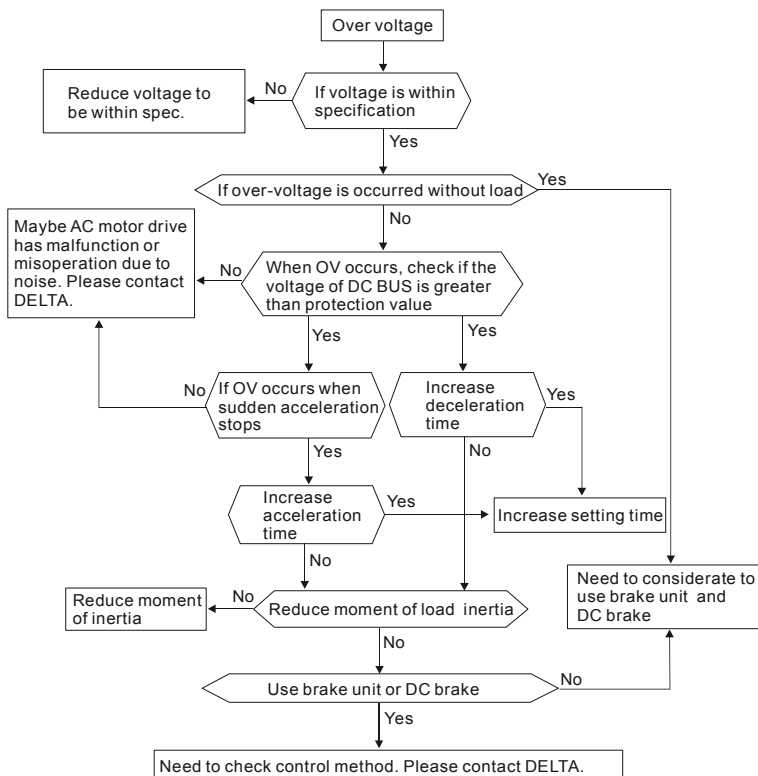 Over voltage
Reduce voltage to
be within spec.
No
If voltage is within
specification
Yes
If over-voltage is occurred without load
Yes
No
Maybe AC motor drive
has malfunction or
misoperation due to
noise. Please contact
DELTA.
No
When OV occurs, check if the
voltage of DC BUS is greater
than protection value
Yes
Yes
No
If OV occurs when
sudden acceleration
stops
Increase
deceleration
time
Yes
Yes
No
Increase
acceleration
time
Yes
Increase setting time
No
Reduce moment
of inertia
No
Reduce moment of load inertia
Need to considerate to
use brake unit and
DC brake
No
Use brake unit or DC brake
No
Yes
Need to check control method. Please contact DELTA.